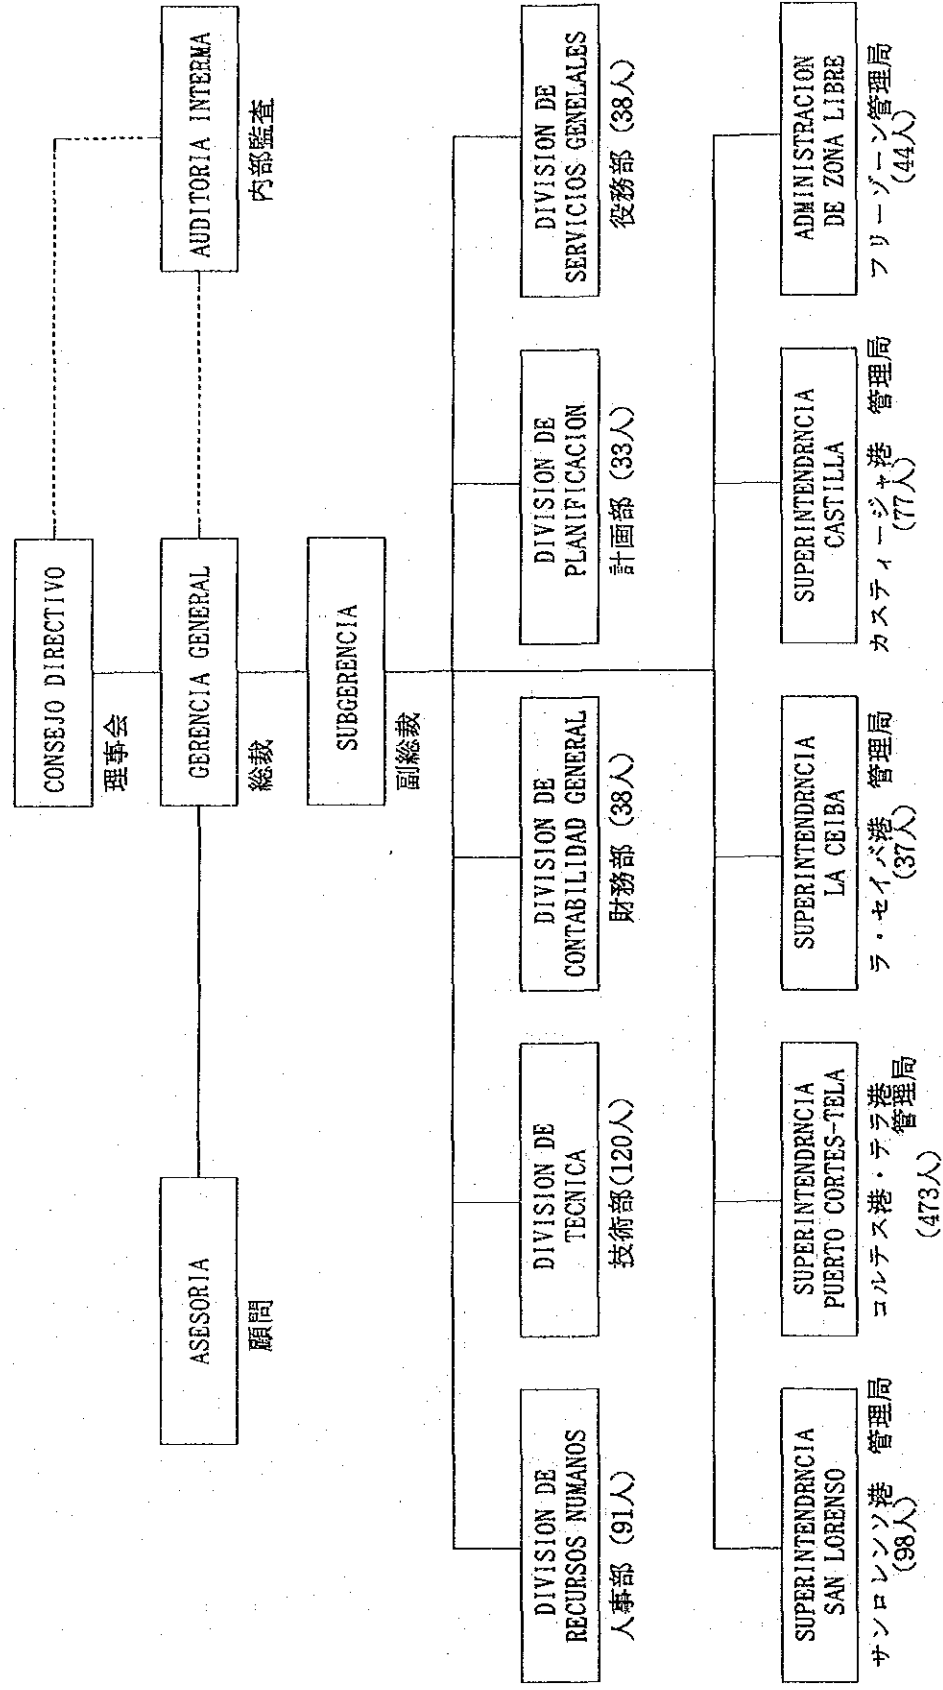 CONSEJO DIRECTIVO
理事会
ASESORIA
顧問
GERENCIA GENERAL
総裁
AUDITORIA INTERMA
内部監査
SUBGERENCIA
副総裁
DIVISION DE
RECURSOS NUMANOS
人事部 (91人)
DIVISION DE
TECNICA
技術部(120人)
DIVISION DE
CONTABILIDAD GENERAL
財務部 (38人)
DIVISION DE
PLANIFICACION
計画部 (33人)
DIVISION DE
SERVICIOS GENELALES
役務部 (38人)
SUPERINTENDRNCIA
SAN LORENSO
サンロレンソ港 管理局
(98人)
SUPERINTENDRNCIA
PUERTO CORTES-TELA
コルテス港・テラ港
管理局
(473人)
SUPERINTENDRNCIA
LA CEIBA
ラ・セイバ港 管理局
(37人)
SUPERINTENDRNCIA
CASTILLA
カスティージャ港 管理局
(77人)
ADMINISTRACION
DE ZONA LIBRE
フリーゾーン管理局
(44人)